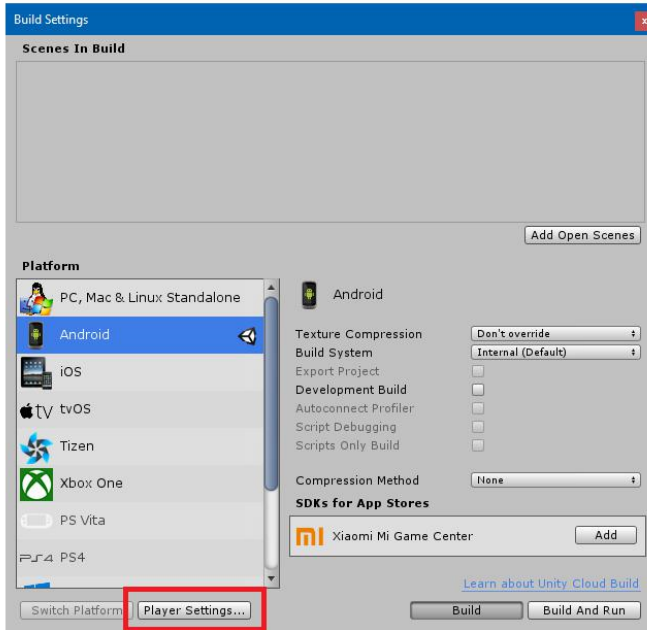 Build Settings
x
Scenes In Build
Add Open Scenes
Platform
PC, Mac & Linux Standalone
Android
iOS
tv tvOS
Tizen
Xbox One
PS Vita
PS4 PS4
Android
Texture Compression Don't override
Build System Internal (Default)
Export Project
Development Build
Autoconnect Profiler
Script Debugging
Scripts Only Build
Compression Method None
SDKs for App Stores
MI Xiaomi Mi Game Center Add
Learn about Unity Cloud Build
Switch Platform Player Settings... Build Build And Run